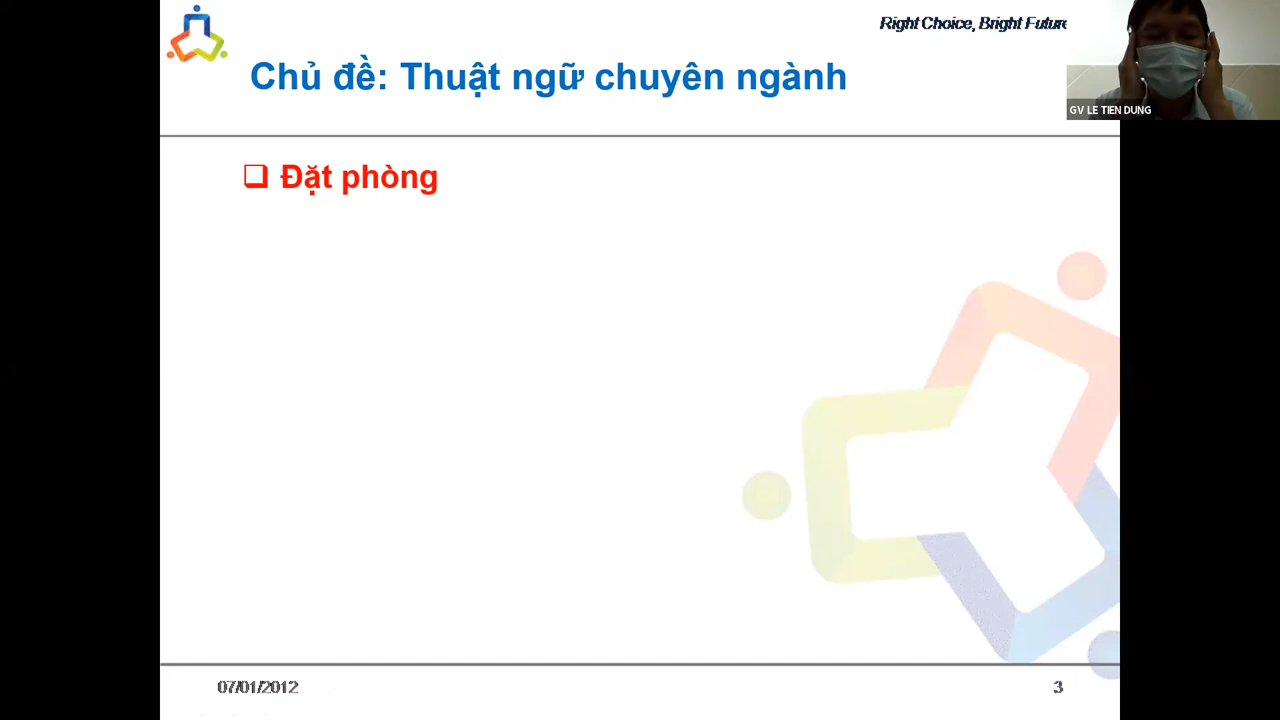 Right Choice, Bright Future
Chủ đề: Thuật ngữ chuyên ngành
GV LE TIEN DUNG
❑ Đặt phòng
07/01/2012
3